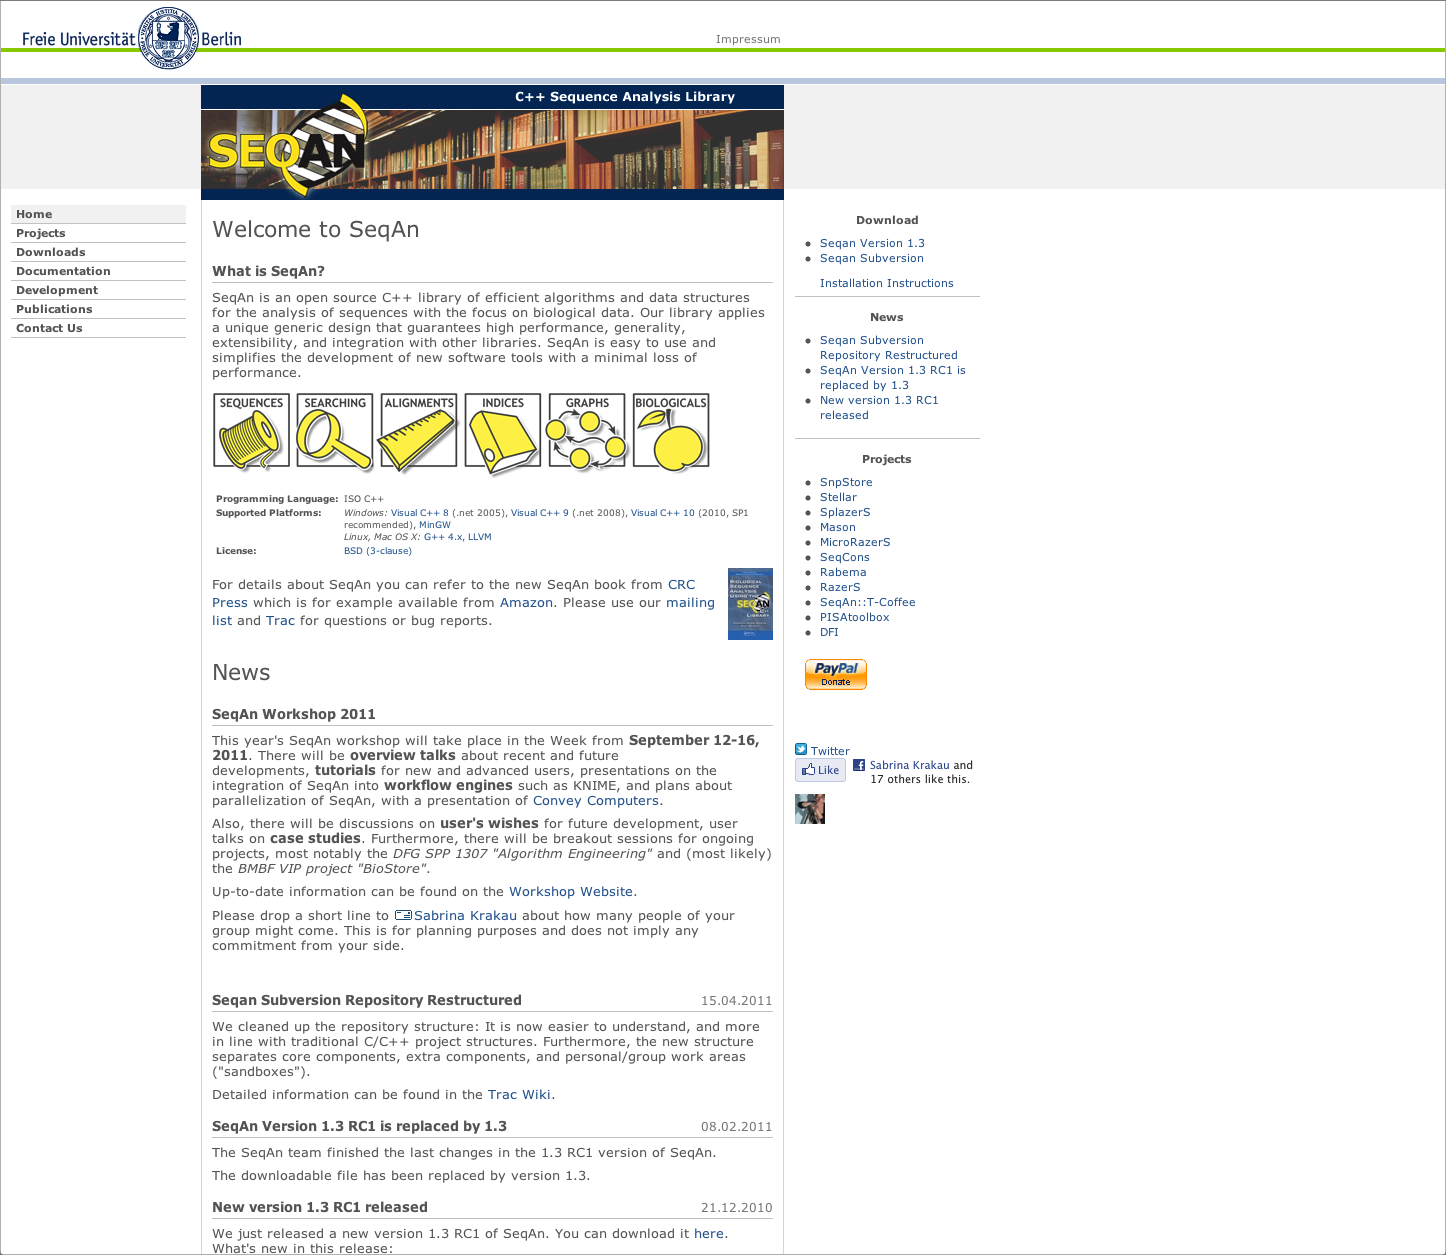 Freie Universität Berlin
Impressum
C++ Sequence Analysis Library
SEQAN
Home
Projects
Downloads
Documentation
Development
Publications
Contact Us
Welcome to SeqAn
What is SeqAn?
SeqAn is an open source C++ library of efficient algorithms and data structures
for the analysis of sequences with the focus on biological data. Our library applies
a unique generic design that guarantees high performance, generality,
extensibility, and integration with other libraries. SeqAn is easy to use and
simplifies the development of new software tools with a minimal loss of
performance.
SEQUENCES SEARCHING ALIGNMENTS INDICES GRAPHS BIOLOGICALS
Programming Language: ISO C++
Supported Platforms: Windows: Visual C++ 8 (.net 2005), Visual C++ 9 (.net 2008), Visual C++ 10 (2010, SP1
recommended), MinGW
Linux, Mac OS X: G++ 4.x, LLVM
License: BSD (3-clause)
For details about SeqAn you can refer to the new SeqAn book from CRC
Press which is for example available from Amazon. Please use our mailing
list and Trac for questions or bug reports.
BIOLOGICAL
SEQUENCE
ANALYSIS
USING THE
SEQAN
LIBRARY
News
SeqAn Workshop 2011
This year's SeqAn workshop will take place in the Week from September 12-16,
2011. There will be overview talks about recent and future
developments, tutorials for new and advanced users, presentations on the
integration of SeqAn into workflow engines such as KNIME, and plans about
parallelization of SeqAn, with a presentation of Convey Computers.
Also, there will be discussions on user's wishes for future development, user
talks on case studies. Furthermore, there will be breakout sessions for ongoing
projects, most notably the DFG SPP 1307 "Algorithm Engineering" and (most likely)
the BMBF VIP project "BioStore".
Up-to-date information can be found on the Workshop Website.
Please drop a short line to Sabrina Krakau about how many people of your
group might come. This is for planning purposes and does not imply any
commitment from your side.
Seqan Subversion Repository Restructured 15.04.2011
We cleaned up the repository structure: It is now easier to understand, and more
in line with traditional C/C++ project structures. Furthermore, the new structure
separates core components, extra components, and personal/group work areas
("sandboxes").
Detailed information can be found in the Trac Wiki.
SeqAn Version 1.3 RC1 is replaced by 1.3 08.02.2011
The SeqAn team finished the last changes in the 1.3 RC1 version of SeqAn.
The downloadable file has been replaced by version 1.3.
New version 1.3 RC1 released 21.12.2010
We just released a new version 1.3 RC1 of SeqAn. You can download it here.
What's new in this release:
Download
Seqan Version 1.3
Seqan Subversion
Installation Instructions
News
Seqan Subversion
Repository Restructured
SeqAn Version 1.3 RC1 is
replaced by 1.3
New version 1.3 RC1
released
Projects
SnpStore
Stellar
SplazerS
Mason
MicroRazerS
SeqCons
Rabema
RazerS
SeqAn::T-Coffee
PISAtoolbox
DFI
PayPal
Donate
Twitter
Like Sabrina Krakau and
17 others like this.